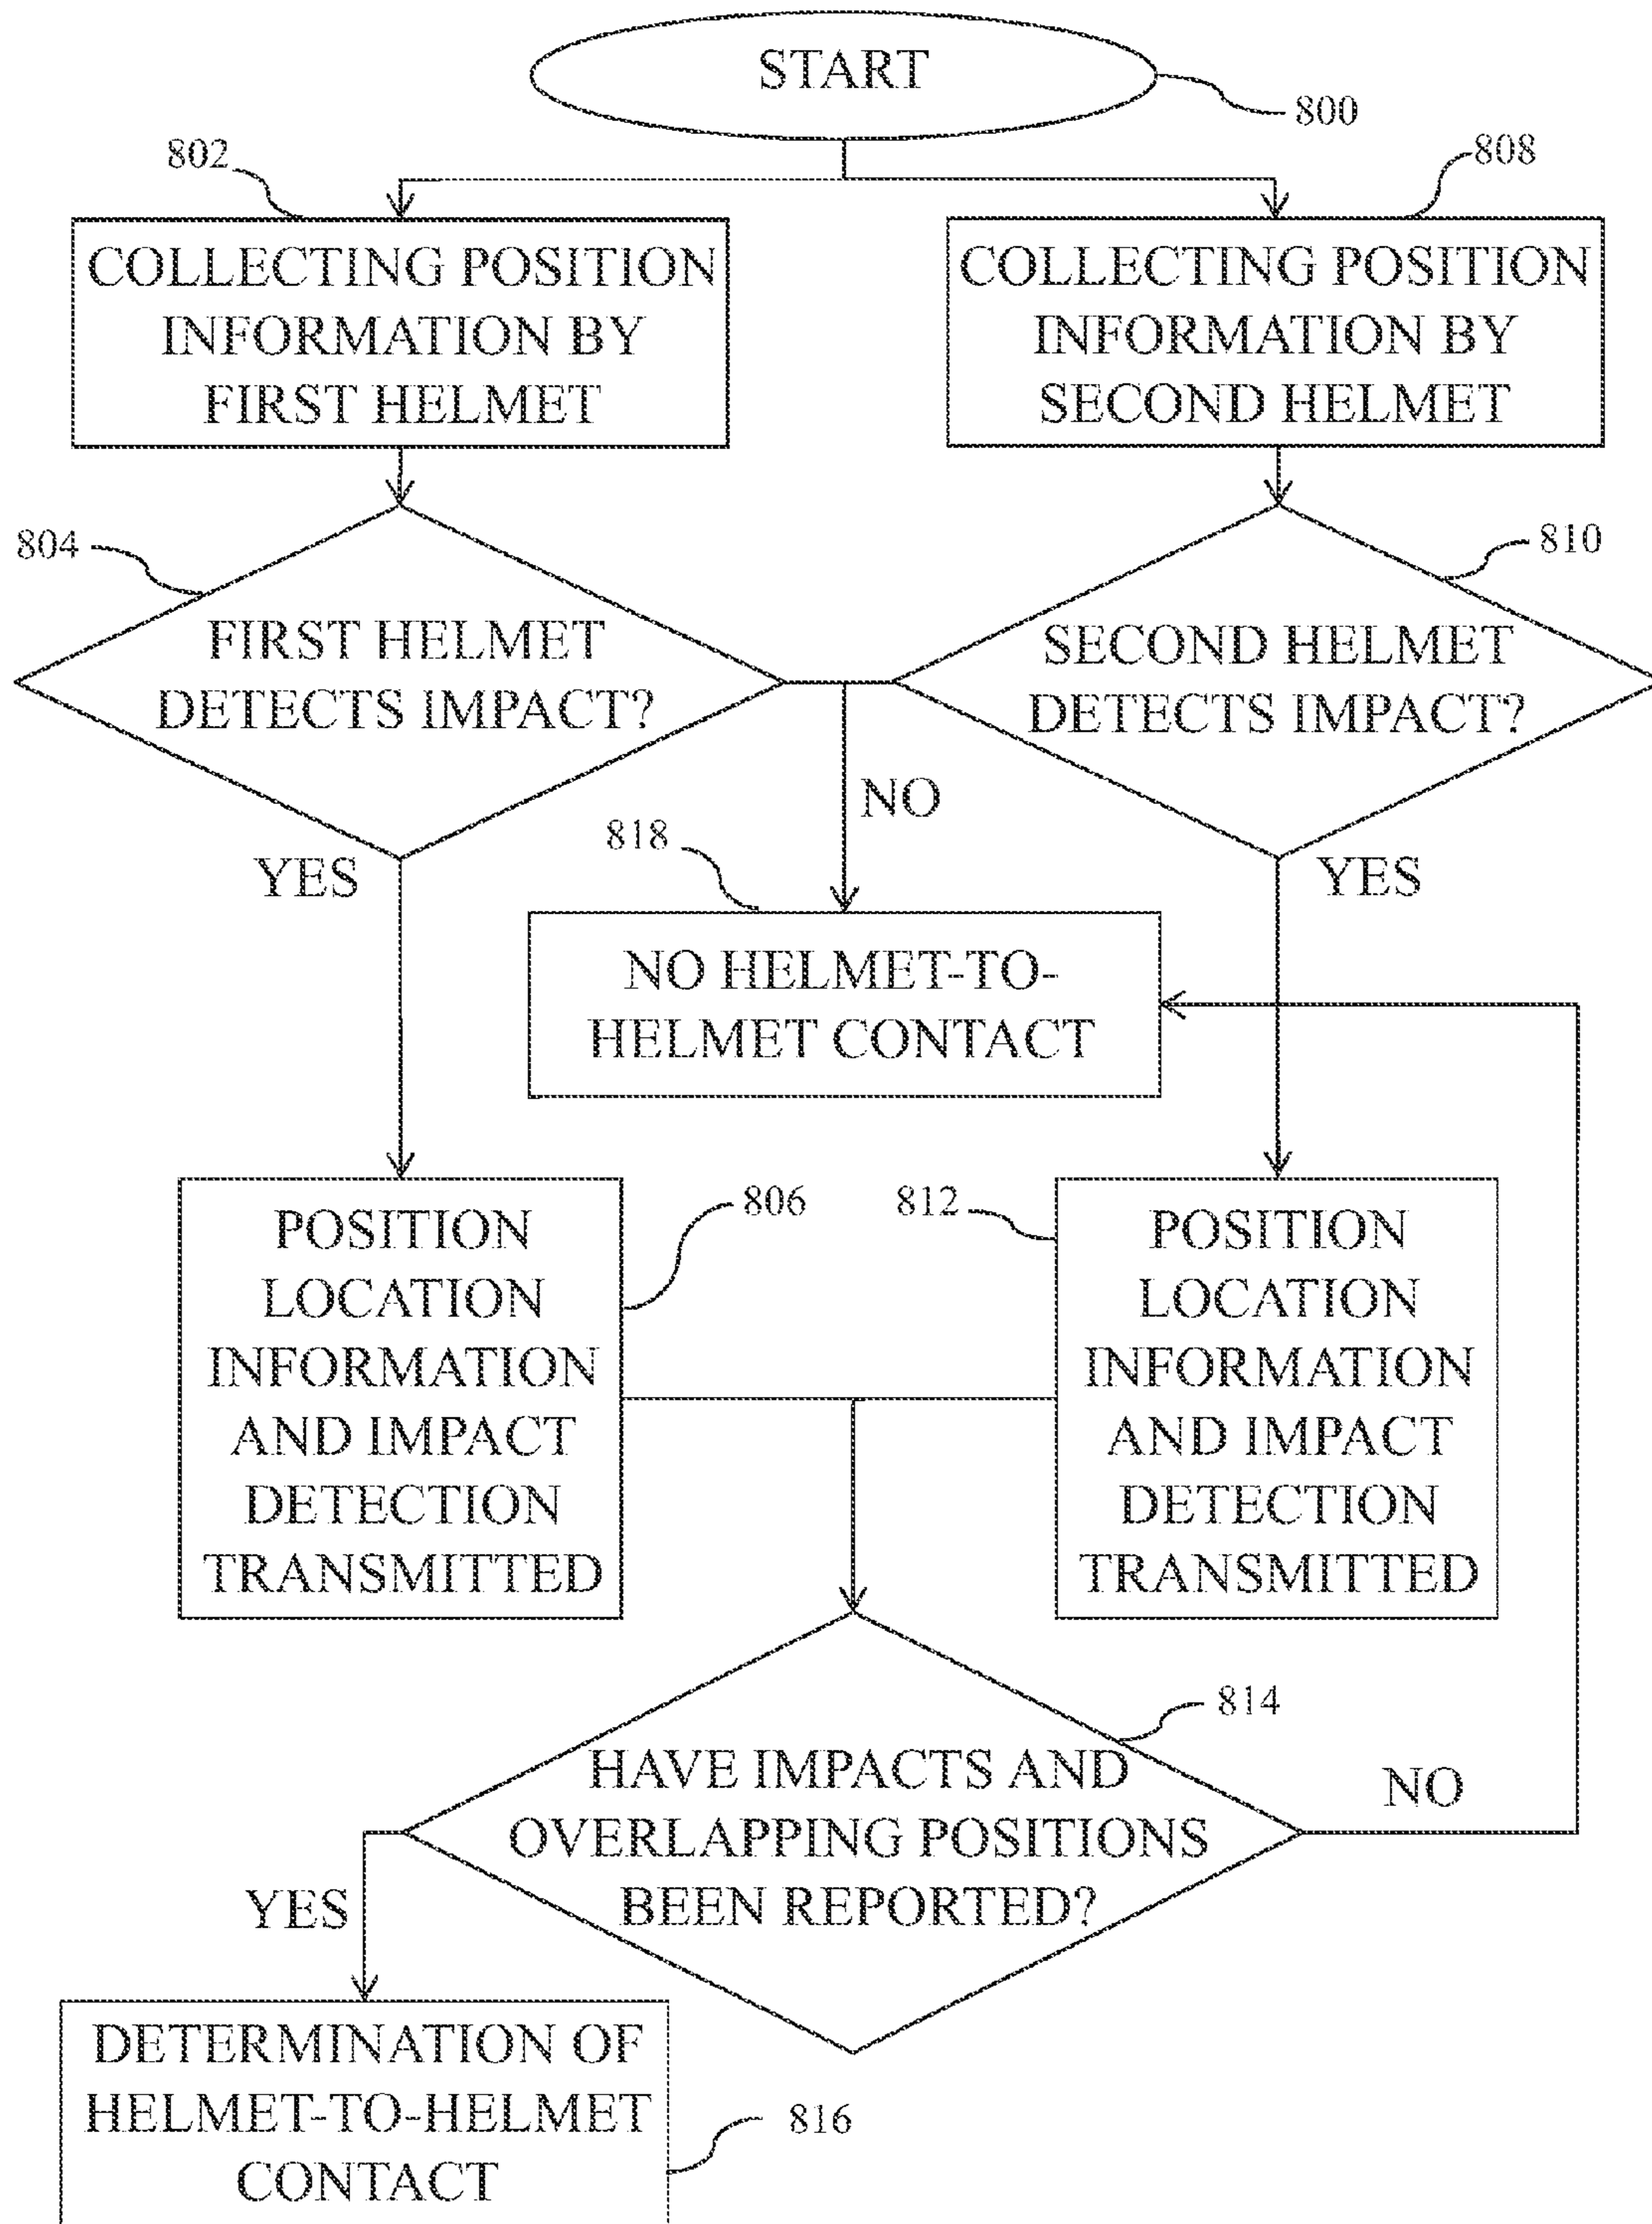 START
800
802
808
COLLECTING POSITION
INFORMATION BY
FIRST HELMET
COLLECTING POSITION
INFORMATION BY
SECOND HELMET
804
810
FIRST HELMET
DETECTS IMPACT?
SECOND HELMET
DETECTS IMPACT?
NO
818
YES
YES
NO HELMET-TO-
HELMET CONTACT
806
812
POSITION
LOCATION
INFORMATION
AND IMPACT
DETECTION
TRANSMITTED
POSITION
LOCATION
INFORMATION
AND IMPACT
DETECTION
TRANSMITTED
814
HAVE IMPACTS AND
OVERLAPPING POSITIONS
BEEN REPORTED?
NO
YES
DETERMINATION OF
HELMET-TO-HELMET
CONTACT
816